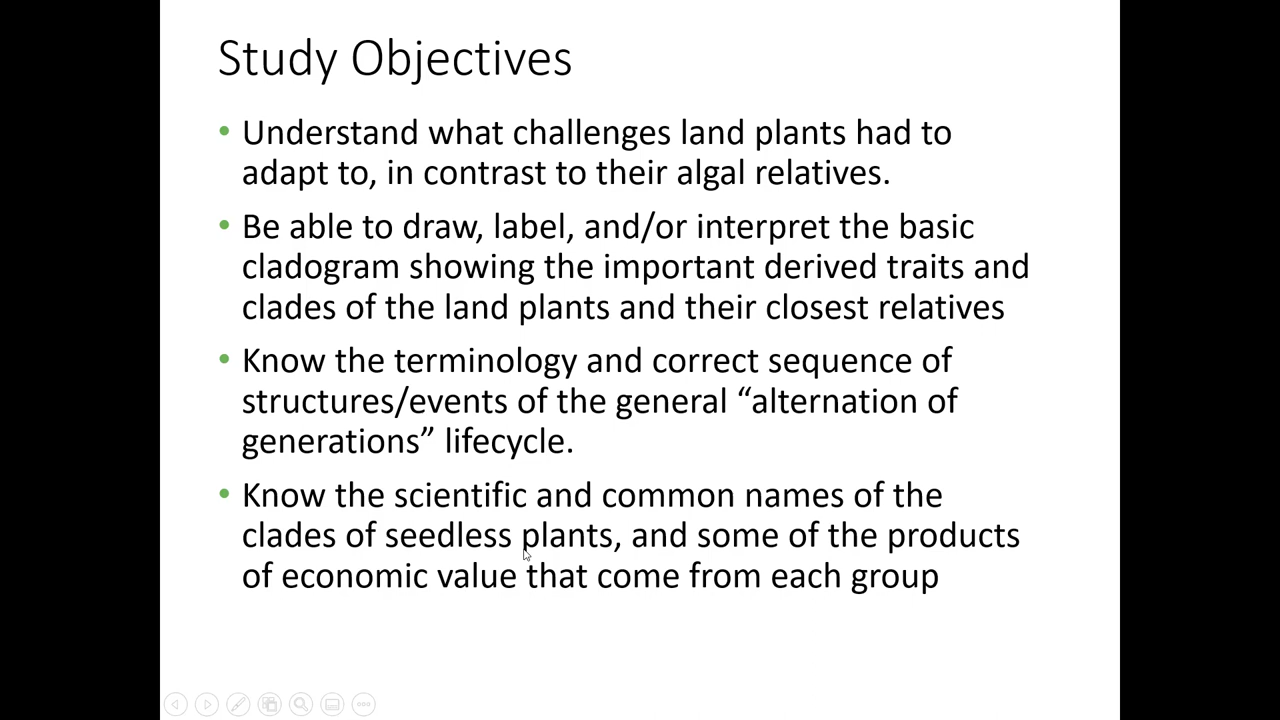 Study Objectives
• Understand what challenges land plants had to
adapt to, in contrast to their algal relatives.
• Be able to draw, label, and/or interpret the basic
cladogram showing the important derived traits and
clades of the land plants and their closest relatives
• Know the terminology and correct sequence of
structures/events of the general “alternation of
generations” lifecycle.
• Know the scientific and common names of the
clades of seedless plants, and some of the products
of economic value that come from each group